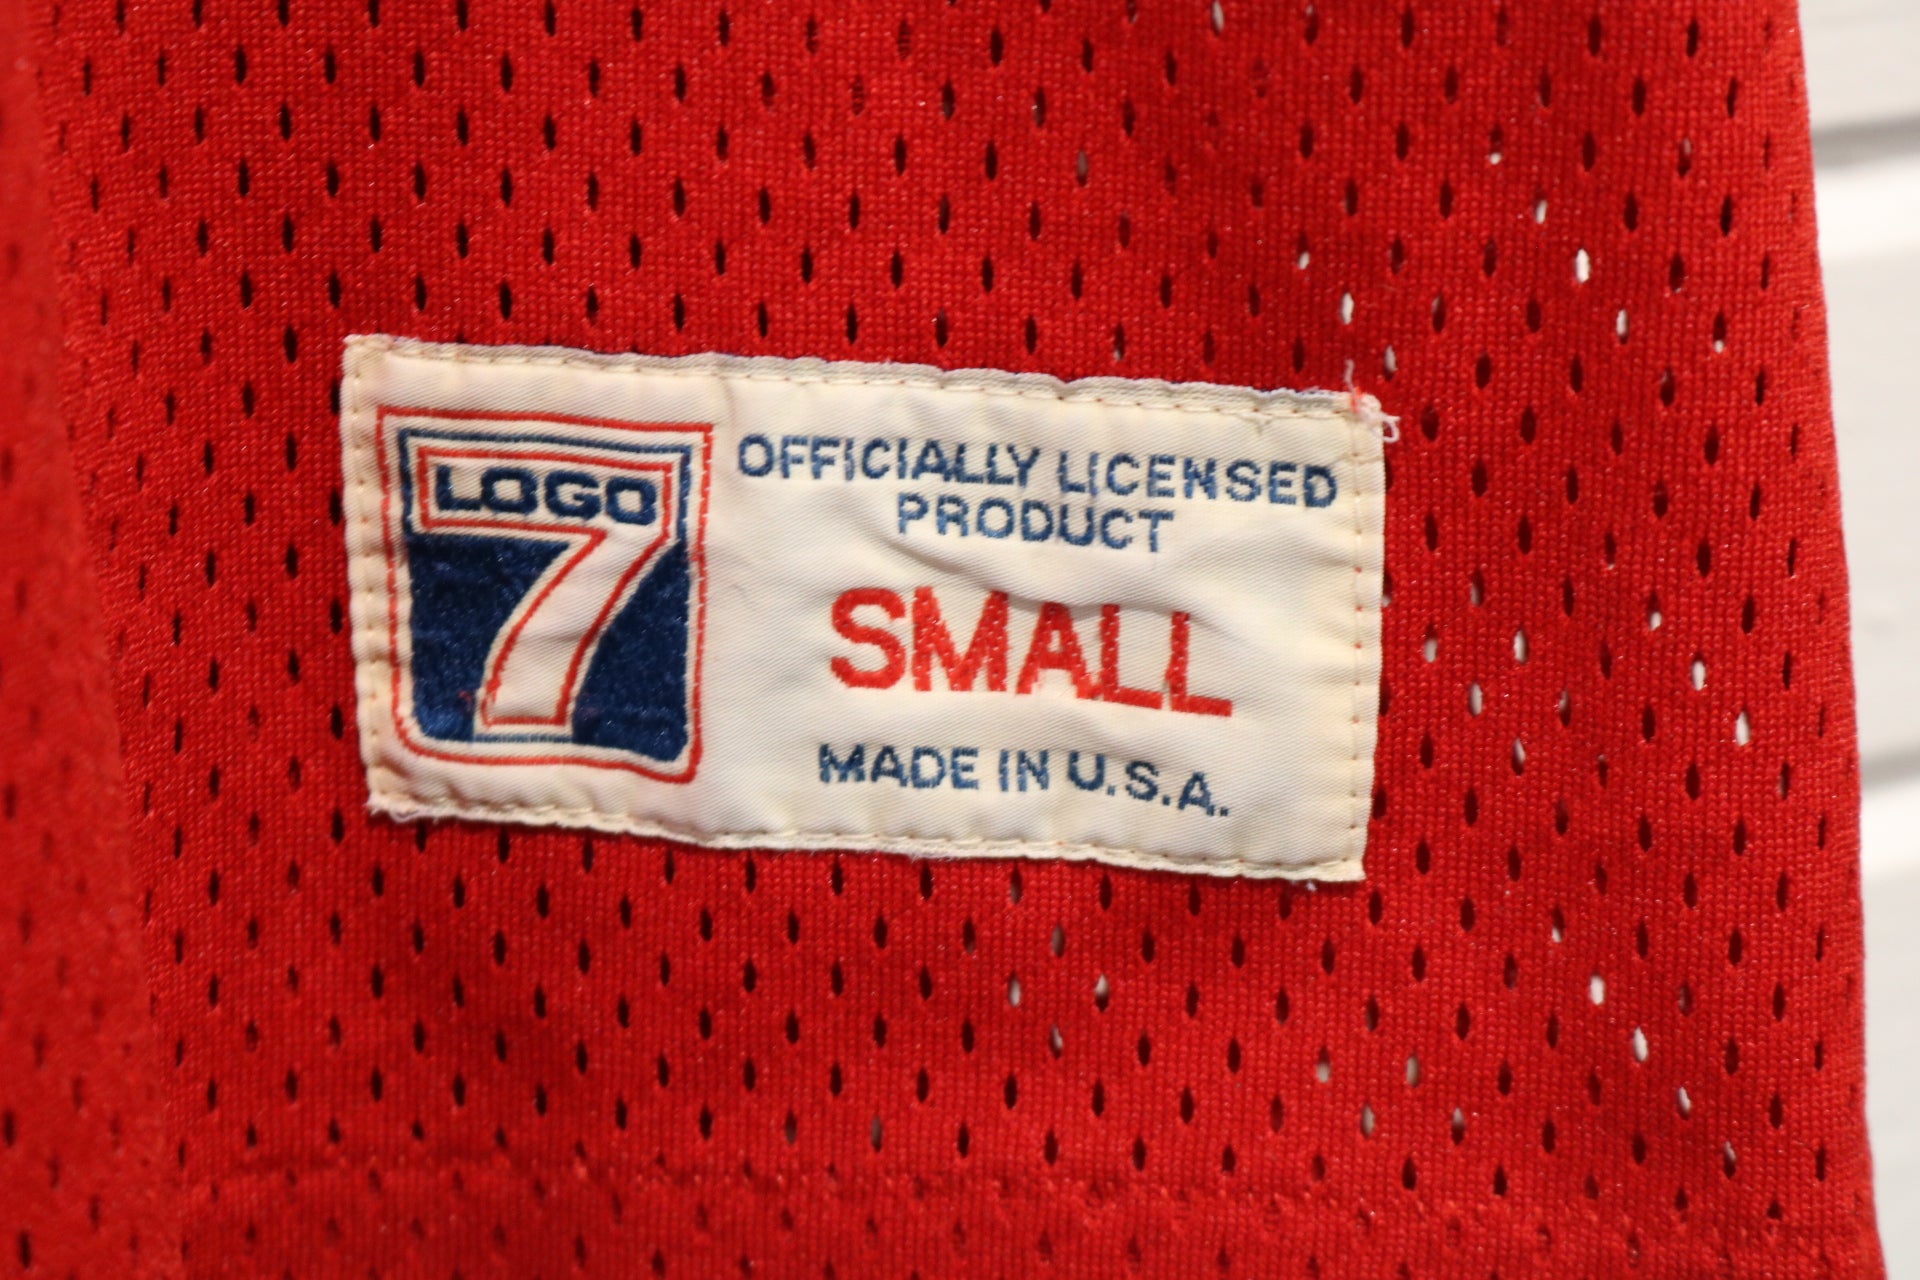 LOGO
7
OFFICIALLY LICENSED
PRODUCT
SMALL
MADE IN U.S.A.